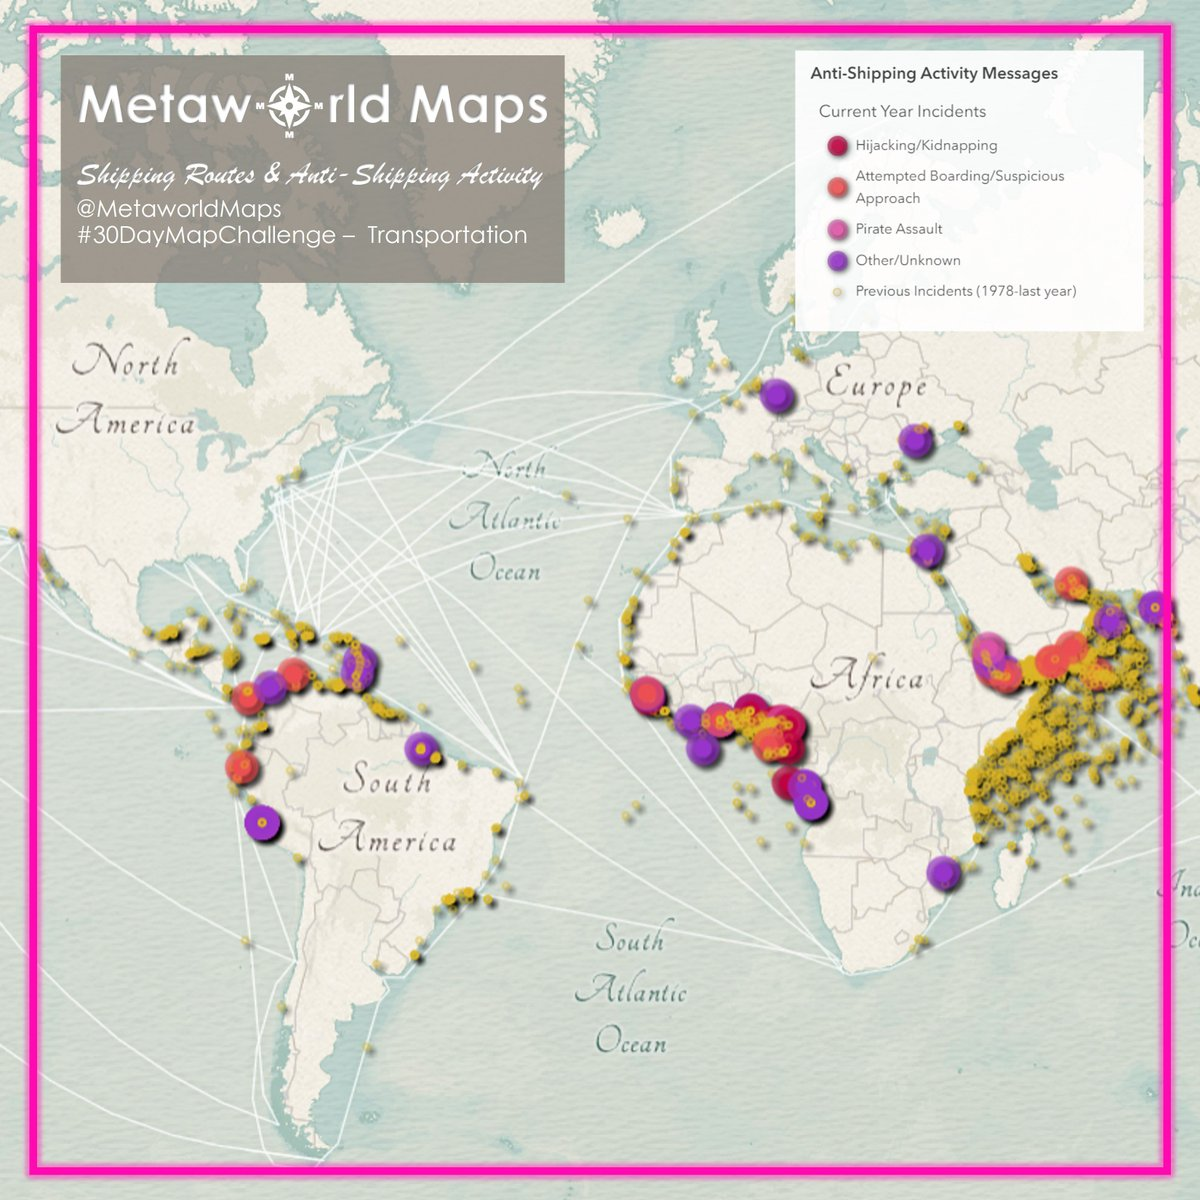 Metaworld Maps
M
M
M
M
Shipping Routes & Anti-Shipping Activity
@MetaworldMaps
#30DayMapChallenge – Transportation
Anti-Shipping Activity Messages
Current Year Incidents
Hijacking/Kidnapping
Attempted Boarding/Suspicious
Approach
Pirate Assault
Other/Unknown
Previous Incidents (1978-last year)
North
America
Europe
North
Atlantic
Ocean
Africa
South
America
South
Atlantic
Ocean